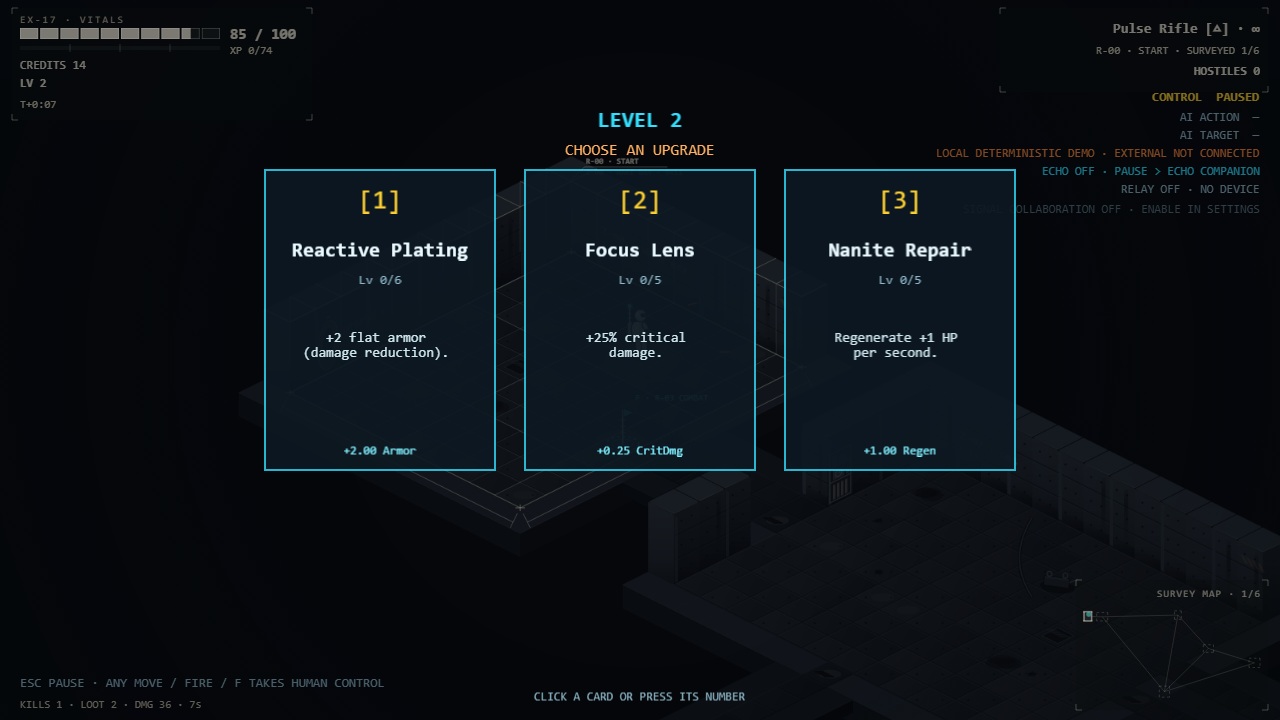 EX-17 · VITALS
85 / 100
XP 0/74
CREDITS 14
LV 2
T+0:07
Pulse Rifle [△] · ∞
R-00 · START · SURVEYED 1/6
HOSTILES 0
CONTROL PAUSED
AI ACTION —
AI TARGET —
LOCAL DETERMINISTIC DEMO · EXTERNAL NOT CONNECTED
ECHO OFF · PAUSE > ECHO COMPANION
RELAY OFF · NO DEVICE
OLLABORATION OFF · ENABLE IN SETTINGS
LEVEL 2
CHOOSE AN UPGRADE
R-00 · START
[1]
Reactive Plating
Lv 0/6
+2 flat armor
(damage reduction).
+2.00 Armor
[2]
Focus Lens
Lv 0/5
+25% critical
damage.
+0.25 CritDmg
[3]
Nanite Repair
Lv 0/5
Regenerate +1 HP
per second.
+1.00 Regen
SURVEY MAP · 1/6
ESC PAUSE · ANY MOVE / FIRE / F TAKES HUMAN CONTROL
KILLS 1 · LOOT 2 · DMG 36 · 7s
CLICK A CARD OR PRESS ITS NUMBER